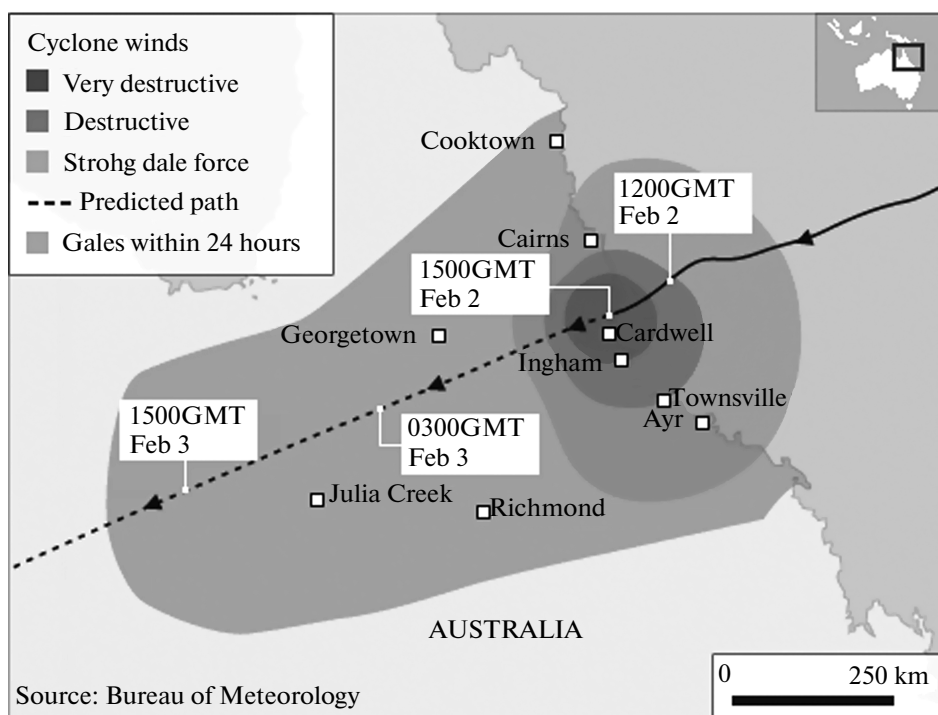 Cyclone winds
Very destructive
Destructive
Strohg dale force
Predicted path
Gales within 24 hours
Cooktown
1200GMT
Feb 2
Cairns
1500GMT
Feb 2
Georgetown
Cardwell
Ingham
Townsville
Ayr
1500GMT
Feb 3
0300GMT
Feb 3
Julia Creek
Richmond
AUSTRALIA
0 250 km
Source: Bureau of Meteorology